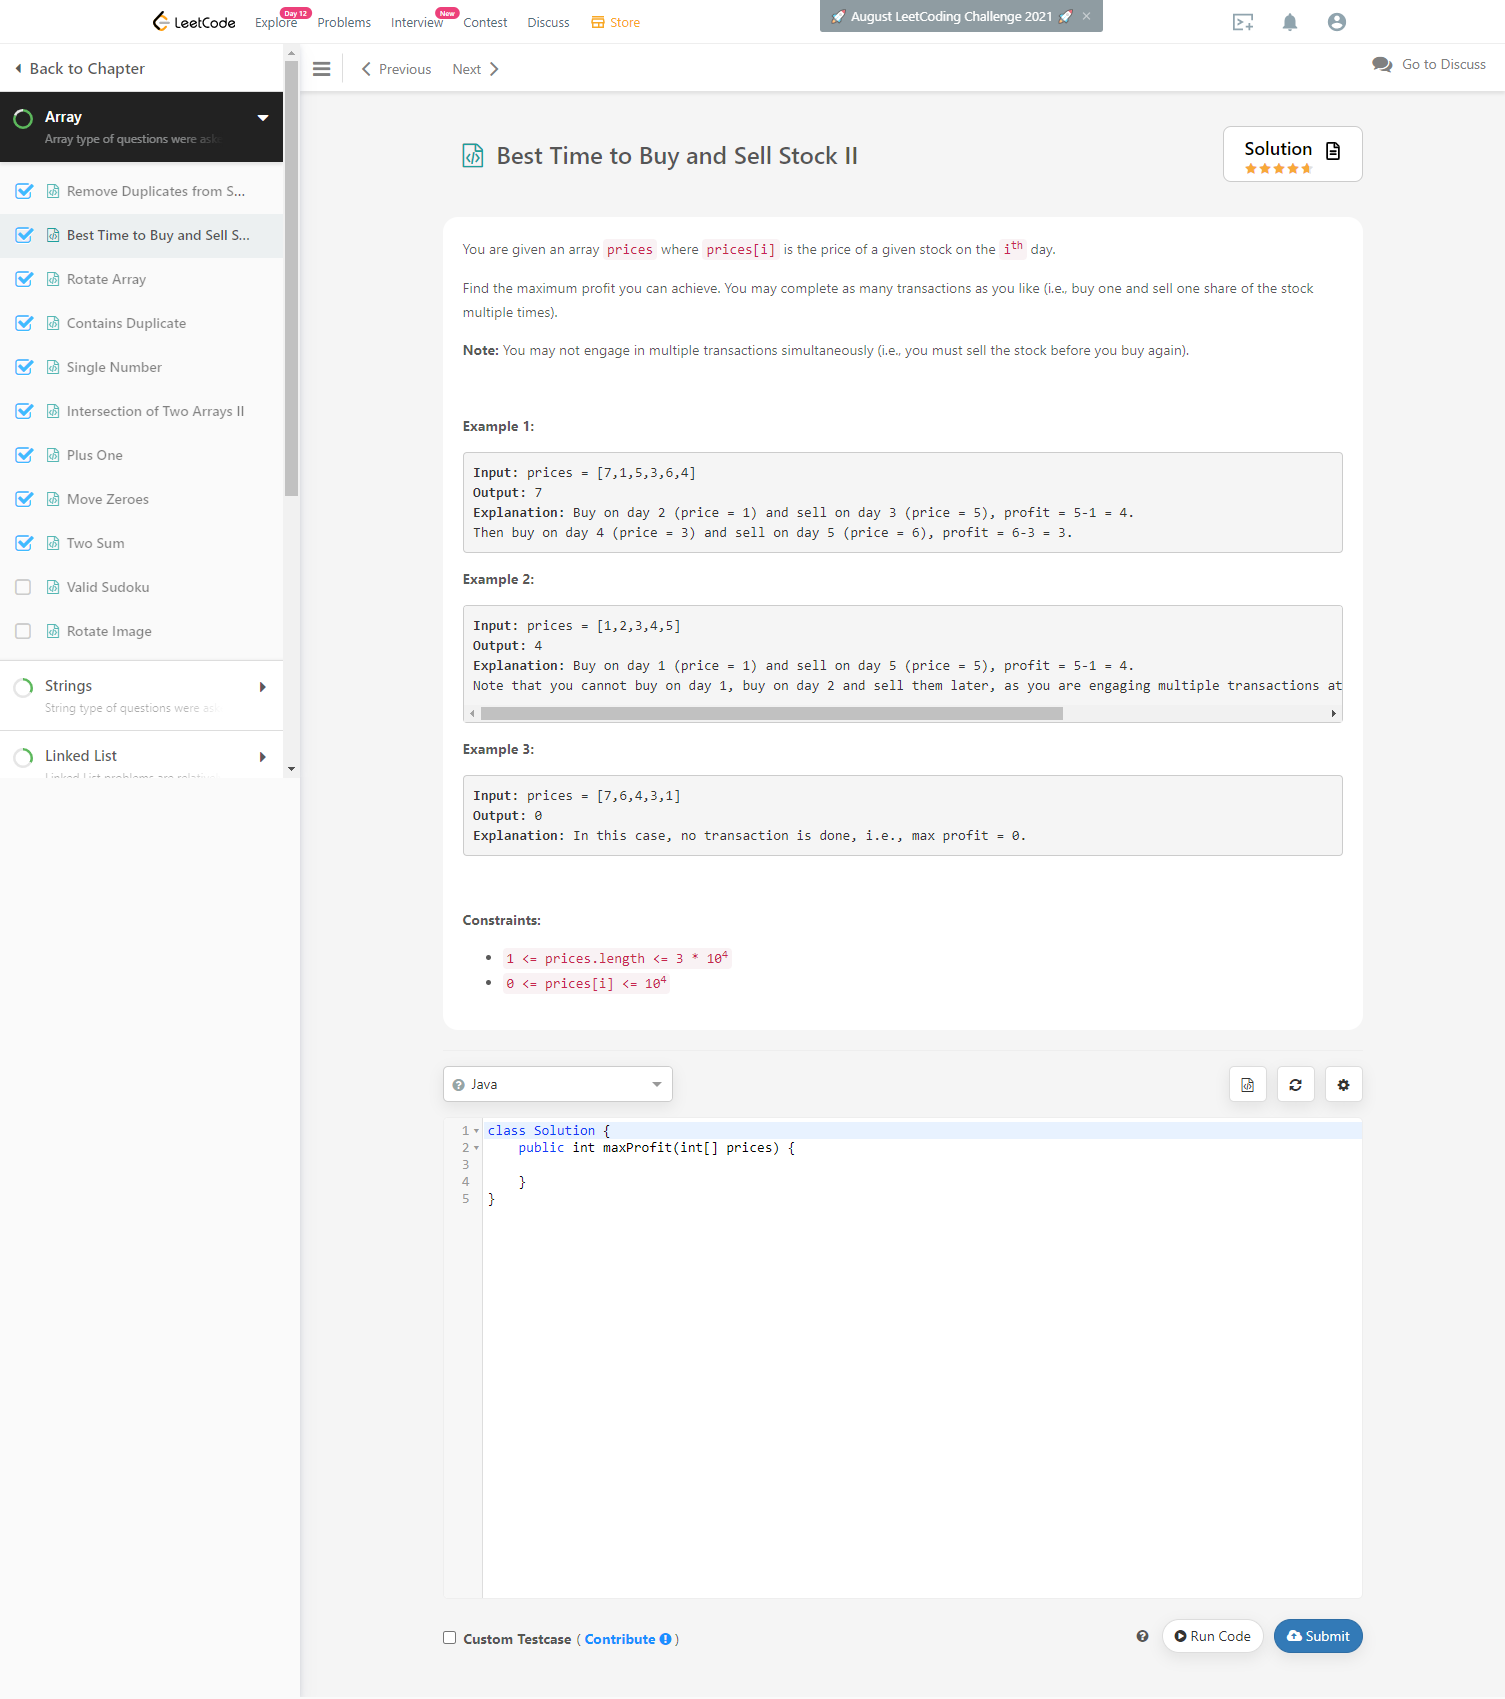 LeetCode
Explore
Day 12
Problems
Interview
New
Contest
Discuss
Store
🚀 August LeetCoding Challenge 2021 🚀 ×
Back to Chapter
Previous
Next
Go to Discuss
Array
Array type of questions were
Remove Duplicates from S...
Best Time to Buy and Sell S...
Rotate Array
Contains Duplicate
Single Number
Intersection of Two Arrays II
Plus One
Move Zeroes
Two Sum
Valid Sudoku
Rotate Image
Strings
String type of questions were
Linked List
Linked List problems are
Best Time to Buy and Sell Stock II
Solution
You are given an array prices where prices[i] is the price of a given stock on the iᵗʰ day.
Find the maximum profit you can achieve. You may complete as many transactions as you like (i.e., buy one and sell one share of the stock
multiple times).
Note: You may not engage in multiple transactions simultaneously (i.e., you must sell the stock before you buy again).
Example 1:
Input: prices = [7,1,5,3,6,4]
Output: 7
Explanation: Buy on day 2 (price = 1) and sell on day 3 (price = 5), profit = 5-1 = 4.
Then buy on day 4 (price = 3) and sell on day 5 (price = 6), profit = 6-3 = 3.
Example 2:
Input: prices = [1,2,3,4,5]
Output: 4
Explanation: Buy on day 1 (price = 1) and sell on day 5 (price = 5), profit = 5-1 = 4.
Note that you cannot buy on day 1, buy on day 2 and sell them later, as you are engaging multiple transactions at
Example 3:
Input: prices = [7,6,4,3,1]
Output: 0
Explanation: In this case, no transaction is done, i.e., max profit = 0.
Constraints:
• 1 <= prices.length <= 3 * 10⁴
• 0 <= prices[i] <= 10⁴
Java
1 class Solution {
2     public int maxProfit(int[] prices) {
3
4     }
5 }
Custom Testcase ( Contribute )
Run Code
Submit